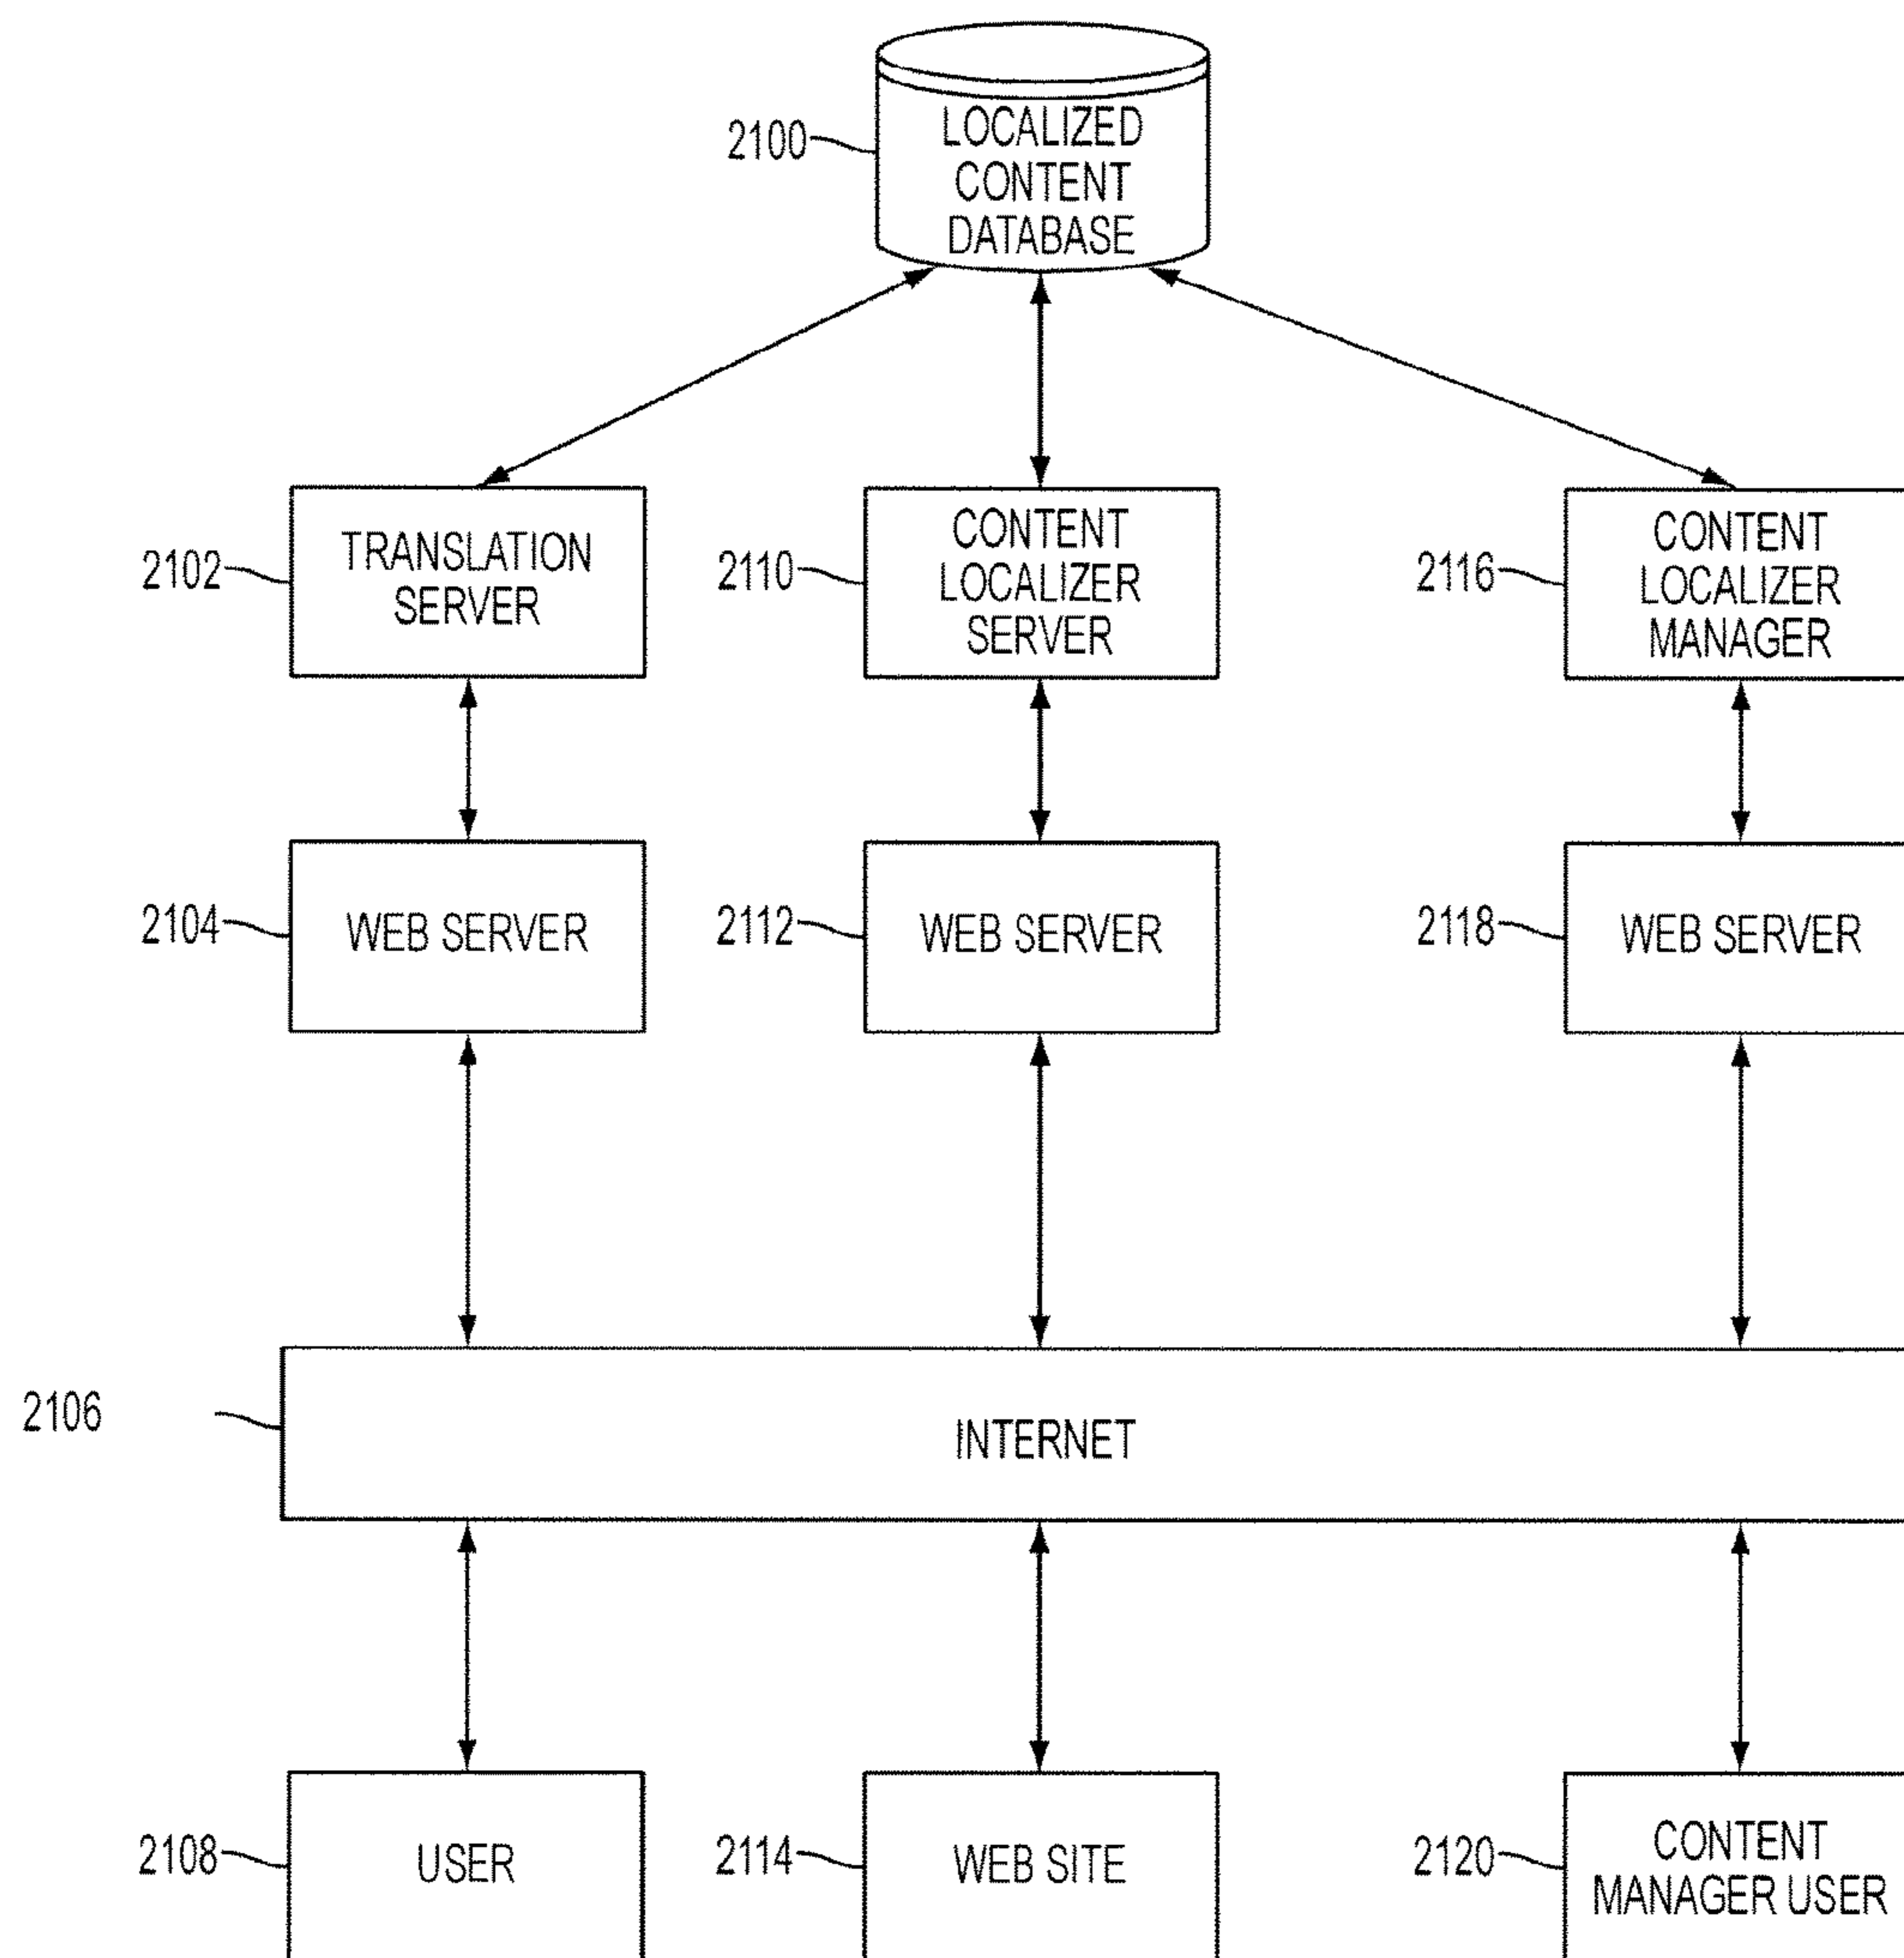 2100
LOCALIZED
CONTENT
DATABASE
2102
TRANSLATION
SERVER
2110
CONTENT
LOCALIZER
SERVER
2116
CONTENT
LOCALIZER
MANAGER
2104
WEB SERVER
2112
WEB SERVER
2118
WEB SERVER
2106
INTERNET
2108
USER
2114
WEB SITE
2120
CONTENT
MANAGER USER